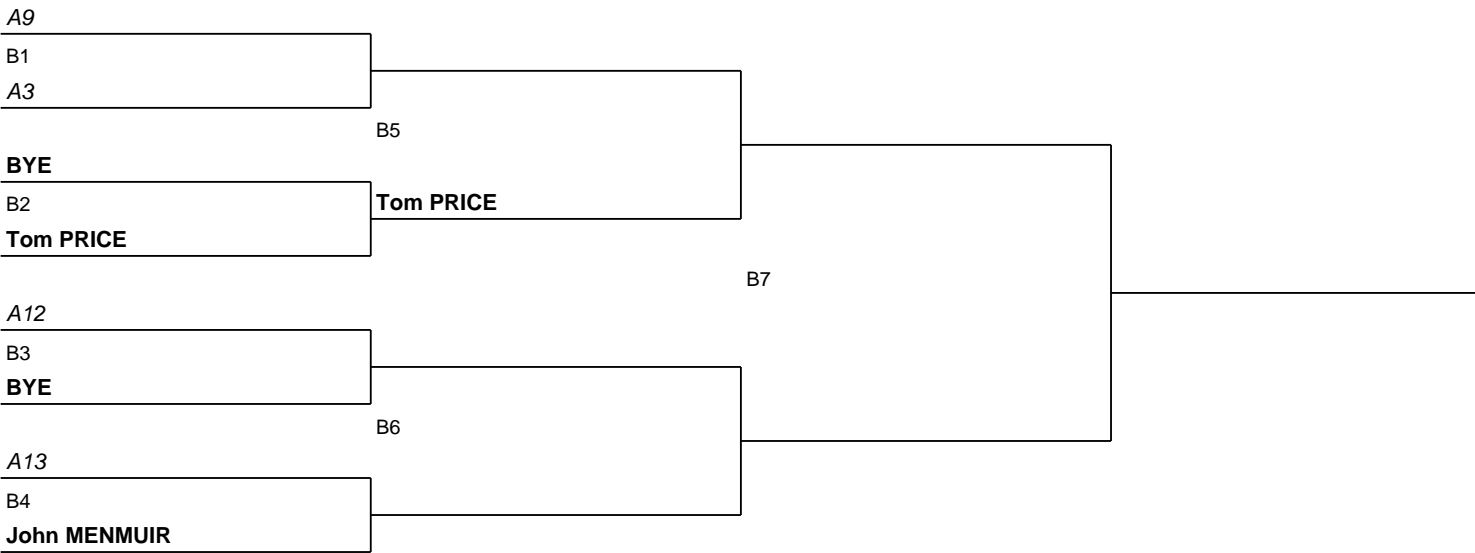 A9
B1
A3
B5
BYE
B2
Tom PRICE
Tom PRICE
B7
A12
B3
BYE
B6
A13
B4
John MENMUIR